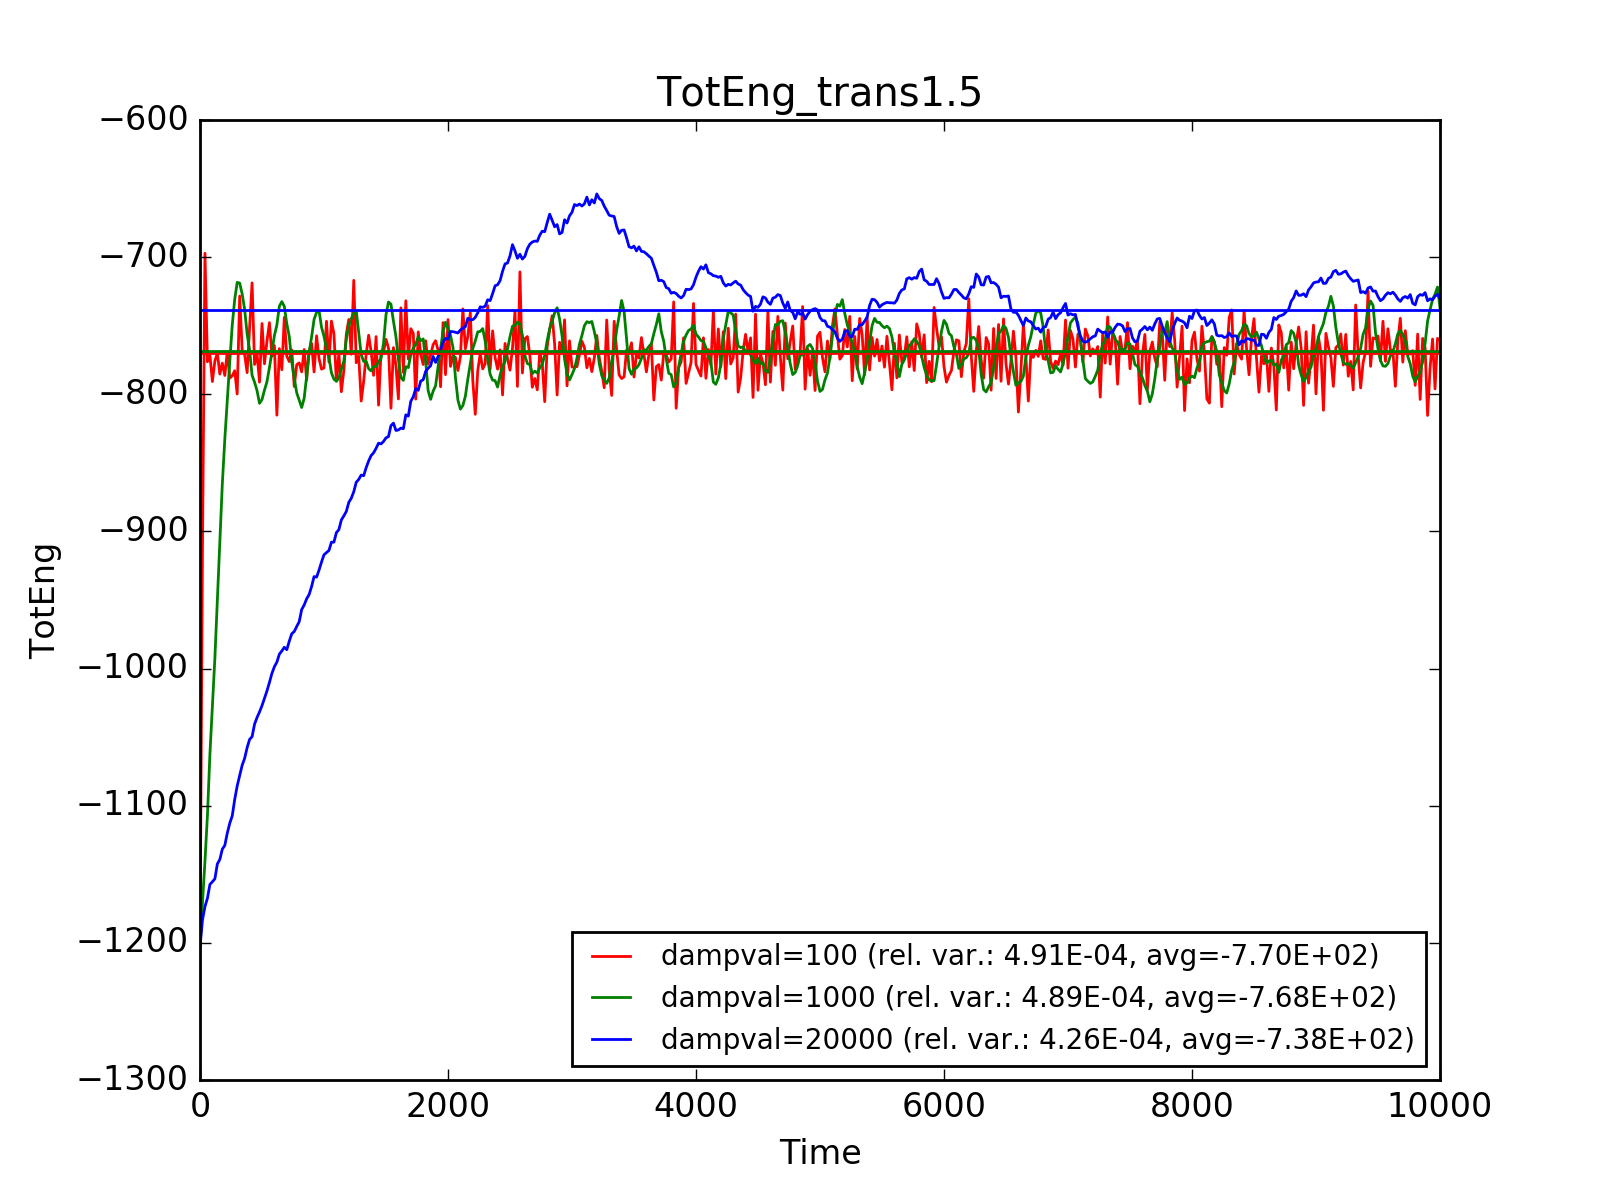 TotEng_trans1.5
−600
−700
−800
−900
−1000
−1100
−1200
−1300
TotEng
dampval=100 (rel. var.: 4.91E-04, avg=-7.70E+02)
dampval=1000 (rel. var.: 4.89E-04, avg=-7.68E+02)
dampval=20000 (rel. var.: 4.26E-04, avg=-7.38E+02)
0 2000 4000 6000 8000 10000
Time